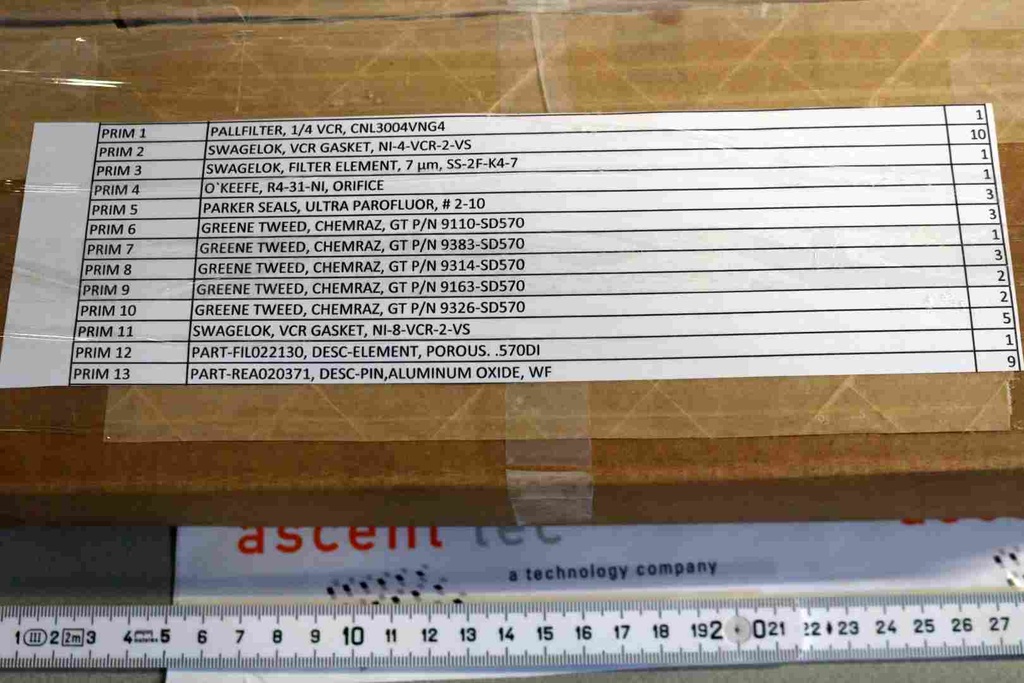 PRIM 1 PALLFILTER, 1/4 VCR, CNL3004VNG4 1
PRIM 2 SWAGELOK, VCR GASKET, NI-4-VCR-2-VS 10
PRIM 3 SWAGELOK, FILTER ELEMENT, 7 µm, SS-2F-K4-7 1
PRIM 4 O`KEEFE, R4-31-NI, ORIFICE 1
PRIM 5 PARKER SEALS, ULTRA PAROFLUOR, # 2-10 3
PRIM 6 GREENE TWEED, CHEMRAZ, GT P/N 9110-SD570 3
PRIM 7 GREENE TWEED, CHEMRAZ, GT P/N 9383-SD570 1
PRIM 8 GREENE TWEED, CHEMRAZ, GT P/N 9314-SD570 3
PRIM 9 GREENE TWEED, CHEMRAZ, GT P/N 9163-SD570 2
PRIM 10 GREENE TWEED, CHEMRAZ, GT P/N 9326-SD570 2
PRIM 11 SWAGELOK, VCR GASKET, NI-8-VCR-2-VS 5
PRIM 12 PART-FIL022130, DESC-ELEMENT, POROUS. .570DI 1
PRIM 13 PART-REA020371, DESC-PIN,ALUMINUM OXIDE, WF 9
ascent tec
a technology company
1 III 2 2m 3 4 5 6 7 8 9 10 11 12 13 14 15 16 17 18 19 20 21 22 23 24 25 26 27